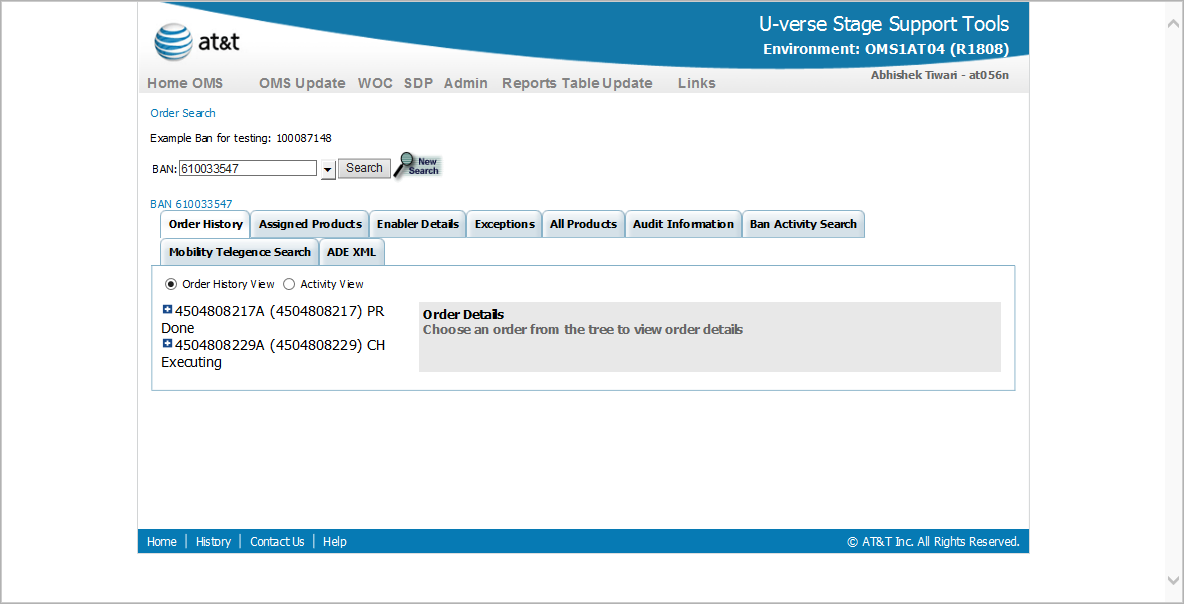 U-verse Stage Support Tools
at&t
Environment: OMS1AT04 (R1808)
Abhishek Tiwari - at056n
Home OMS OMS Update WOC SDP Admin Reports Table Update Links
Order Search
Example Ban for testing: 100087148
BAN: 610033547 Search New Search
BAN 610033547
Order History Assigned Products Enabler Details Exceptions All Products Audit Information Ban Activity Search
Mobility Telegence Search ADE XML
Order History View Activity View
4504808217A (4504808217) PR
Done
4504808229A (4504808229) CH
Executing
Order Details
Choose an order from the tree to view order details
Home | History | Contact Us | Help © AT&T Inc. All Rights Reserved.